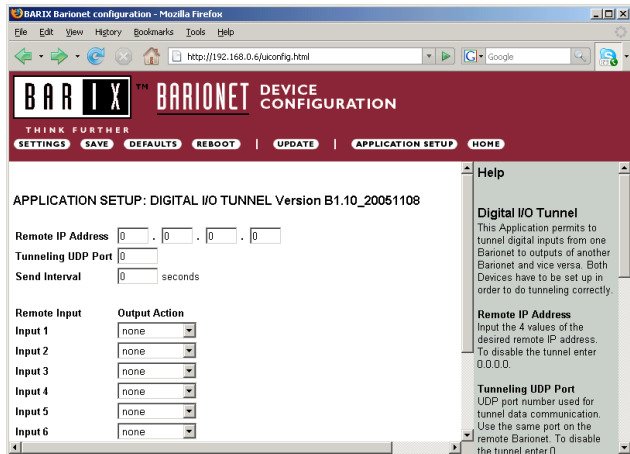 BARIX Barionet configuration - Mozilla Firefox
File Edit View History Bookmarks Tools Help
http://192.168.0.6/uiconfig.html
Google
BARIX ™ BARIONET DEVICE CONFIGURATION
THINK FURTHER
SETTINGS SAVE DEFAULTS REBOOT | UPDATE | APPLICATION SETUP HOME
APPLICATION SETUP: DIGITAL I/O TUNNEL Version B1.10_20051108
Remote IP Address 0 . 0 . 0 . 0
Tunneling UDP Port 0
Send Interval 0 seconds
Remote Input Output Action
Input 1 none
Input 2 none
Input 3 none
Input 4 none
Input 5 none
Input 6 none
Help
Digital I/O Tunnel
This Application permits to
tunnel digital inputs from one
Barionet to outputs of another
Barionet and vice versa. Both
Devices have to be set up in
order to do tunneling correctly.
Remote IP Address
Input the 4 values of the
desired remote IP address.
To disable the tunnel enter
0.0.0.0.
Tunneling UDP Port
UDP port number used for
tunnel data communication.
Use the same port on the
remote Barionet. To disable
the tunnel enter 0